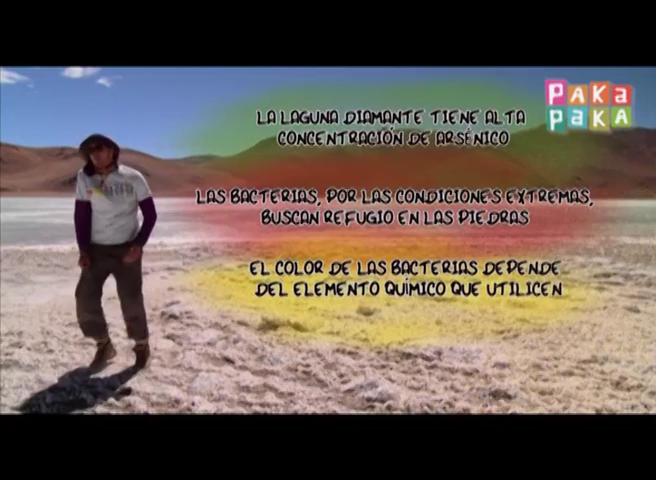 PAKA
PAKA
LA LAGUNA DIAMANTE TIENE ALTA
CONCENTRACIÓN DE ARSÉNICO
LAS BACTERIAS, POR LAS CONDICIONES EXTREMAS,
BUSCAN REFUGIO EN LAS PIEDRAS
EL COLOR DE LAS BACTERIAS DEPENDE
DEL ELEMENTO QUÍMICO QUE UTILICEN